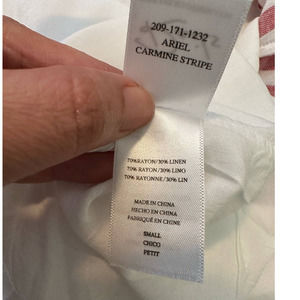 209-171-1232
ARIEL
CARMINE STRIPE
70%RAYON/30% LINEN
70% RAYON/30% LINO
70% RAYONNE/30% LIN
MADE IN CHINA
HECHO EN CHINA
FABRIQUÉ EN CHINE
SMALL
CHICO
PETIT